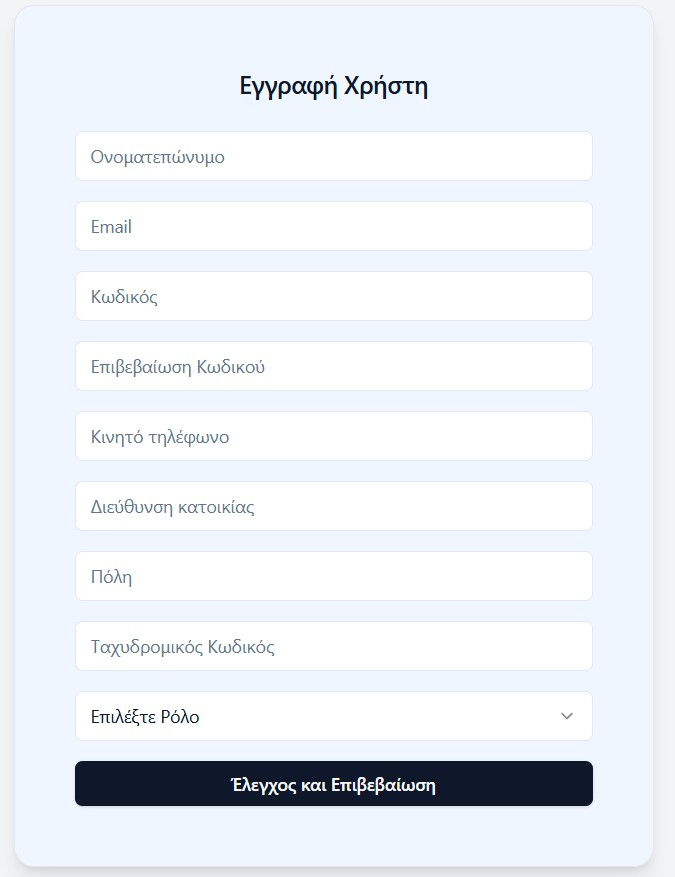 Εγγραφή Χρήστη
Ονοματεπώνυμο
Email
Κωδικός
Επιβεβαίωση Κωδικού
Κινητό τηλέφωνο
Διεύθυνση κατοικίας
Πόλη
Ταχυδρομικός Κωδικός
Επιλέξτε Ρόλο
Έλεγχος και Επιβεβαίωση